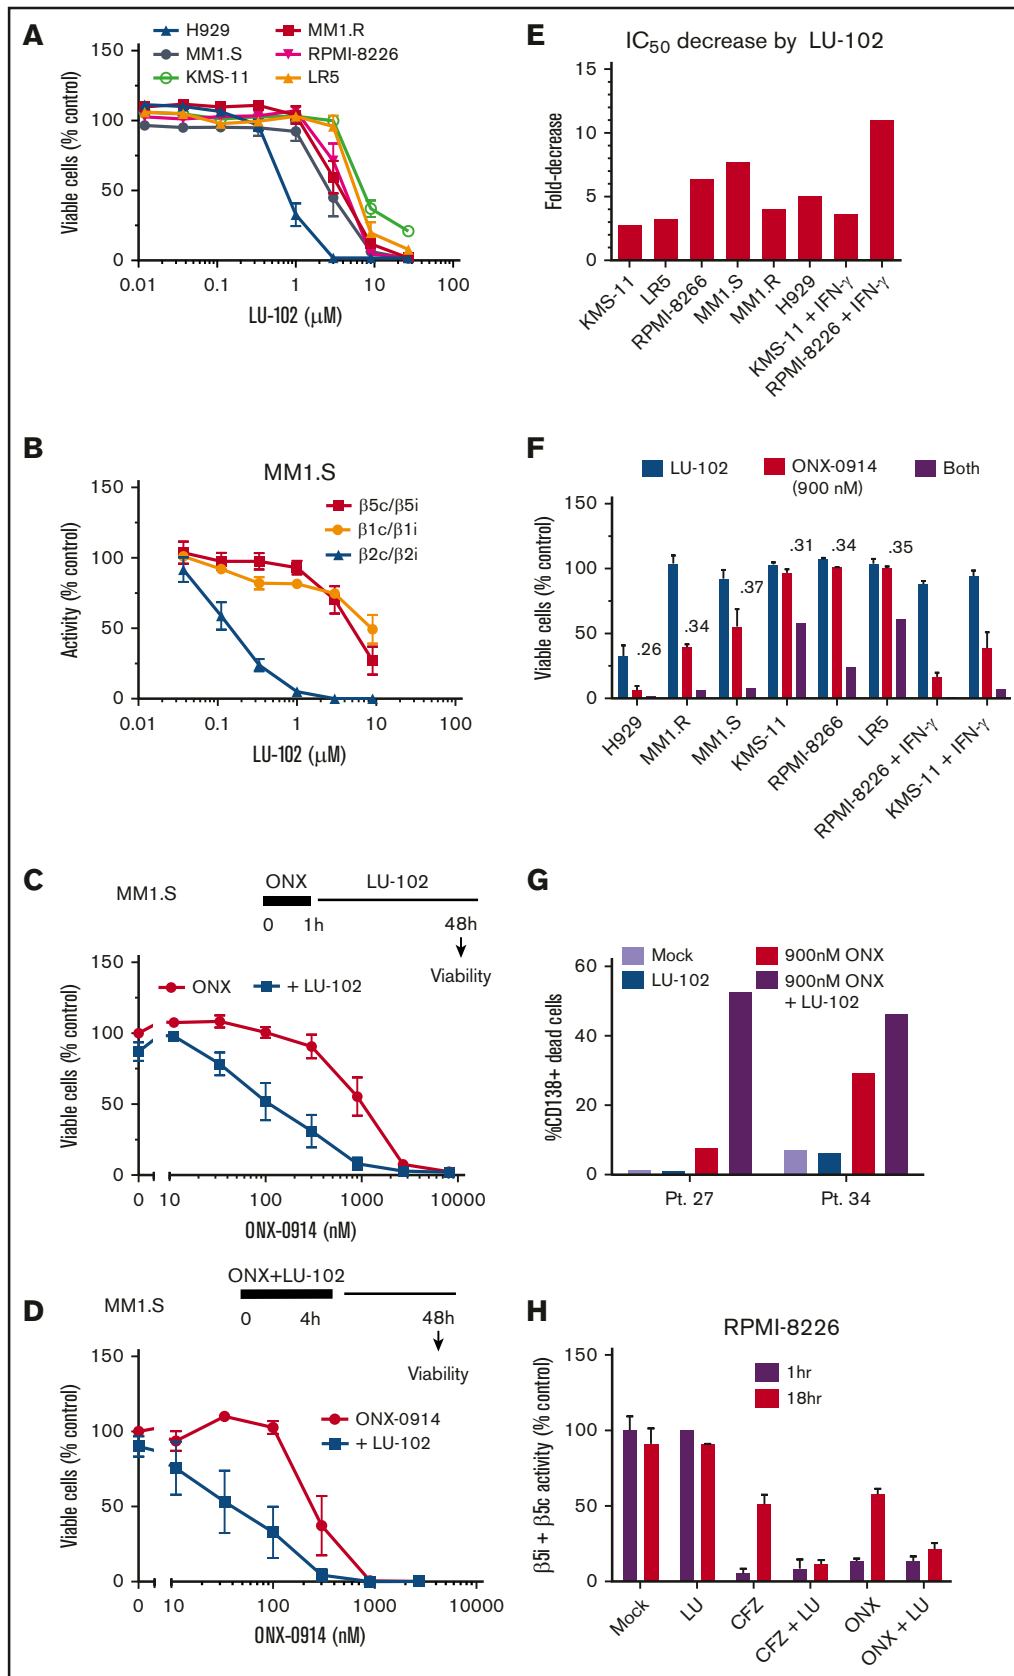 A
H929
MM1.R
MM1.S
RPMI-8226
KMS-11
LR5
150
100
50
0
Viable cells (% control)
0.01
0.1
1
10
100
LU-102 (μM)
B
MM1.S
150
100
50
0
Activity (% control)
β5c/β5i
β1c/β1i
β2c/β2i
0.01
0.1
1
10
100
LU-102 (μM)
C
MM1.S
ONX
LU-102
0
1h
48h
Viability
150
100
50
0
Viable cells (% control)
ONX
+ LU-102
0
10
100
1000
10000
ONX-0914 (nM)
D
MM1.S
ONX+LU-102
0
4h
48h
Viability
150
100
50
0
Viable cells (% control)
ONX-0914
+ LU-102
0
10
100
1000
10000
ONX-0914 (nM)
E
IC50 decrease by LU-102
15
10
5
0
Fold-decrease
KMS-11
LR5
RPMI-8266
MM1.S
MM1.R
H929
KMS-11 + IFN-γ
RPMI-8226 + IFN-γ
F
LU-102
ONX-0914
(900 nM)
Both
150
100
50
0
Viable cells (% control)
.26
.34
.37
.31
.34
.35
H929
MM1.R
MM1.S
KMS-11
RPMI-8266
LR5
RPMI-8226 + IFN-γ
KMS-11 + IFN-γ
G
Mock
LU-102
900nM ONX
900nM ONX
+ LU-102
60
40
20
0
%CD138+ dead cells
Pt. 27
Pt. 34
H
RPMI-8226
1hr
18hr
150
100
50
0
β5i + β5c activity (% control)
Mock
LU
CFZ
CFZ + LU
ONX
ONX + LU